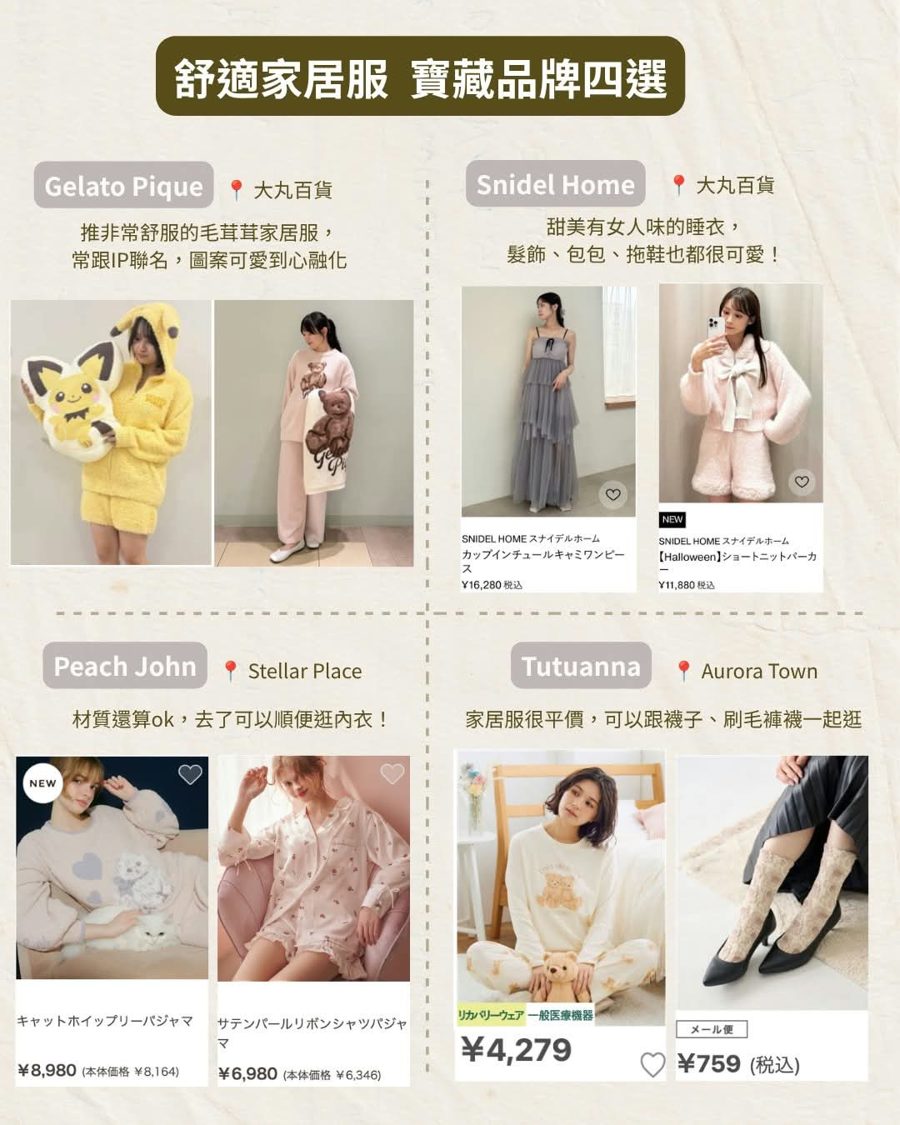 舒適家居服 寶藏品牌四選
Gelato Pique 📍 大丸百貨
推非常舒服的毛茸茸家居服，
常跟IP聯名，圖案可愛到心融化
Snidel Home 📍 大丸百貨
甜美有女人味的睡衣，
髮飾、包包、拖鞋也都很可愛！
SNIDEL HOME スナイデルホーム
カップインチュールキャミワンピー
ス
¥16,280 税込
NEW
SNIDEL HOME スナイデルホーム
【Halloween】ショートニットパーカ
ー
¥11,880 税込
Peach John 📍 Stellar Place
材質還算ok，去了可以順便逛內衣！
NEW
キャットホイップリーパジャマ
¥8,980 (本体価格 ¥8,164)
サテンパールリボンシャツパジャ
マ
¥6,980 (本体価格 ¥6,346)
Tutuanna 📍 Aurora Town
家居服很平價，可以跟襪子、刷毛褲襪一起逛
リカバリーウェア 一般医療機器
¥4,279
メール便
¥759 (税込)